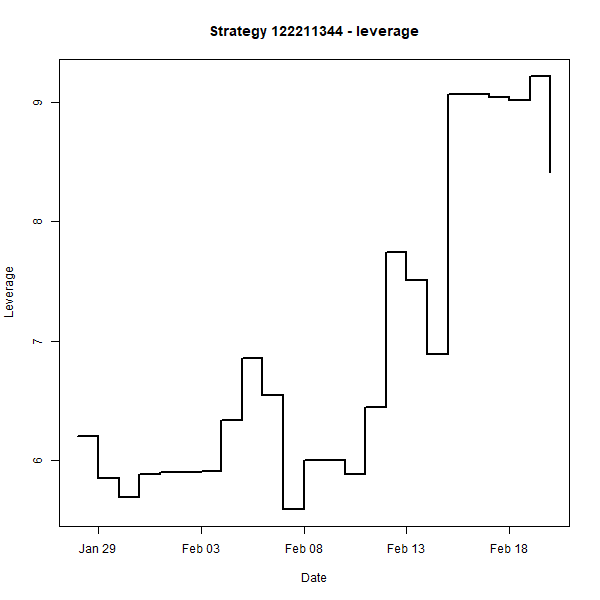 Strategy 122211344 - leverage
9
8
7
6
Leverage
Jan 29 Feb 03 Feb 08 Feb 13 Feb 18
Date